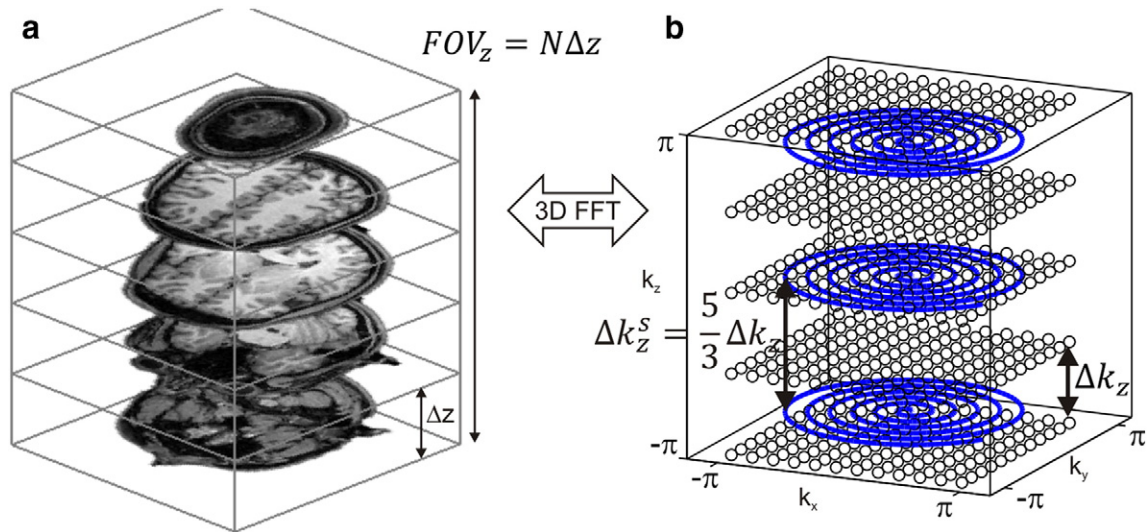 a
FOV_z = NΔz
b
3D FFT
Δz
π
k_z
Δk_z^s = 5/3 Δk_z
Δk_z
-π
-π
k_x
π
-π
k_y
π